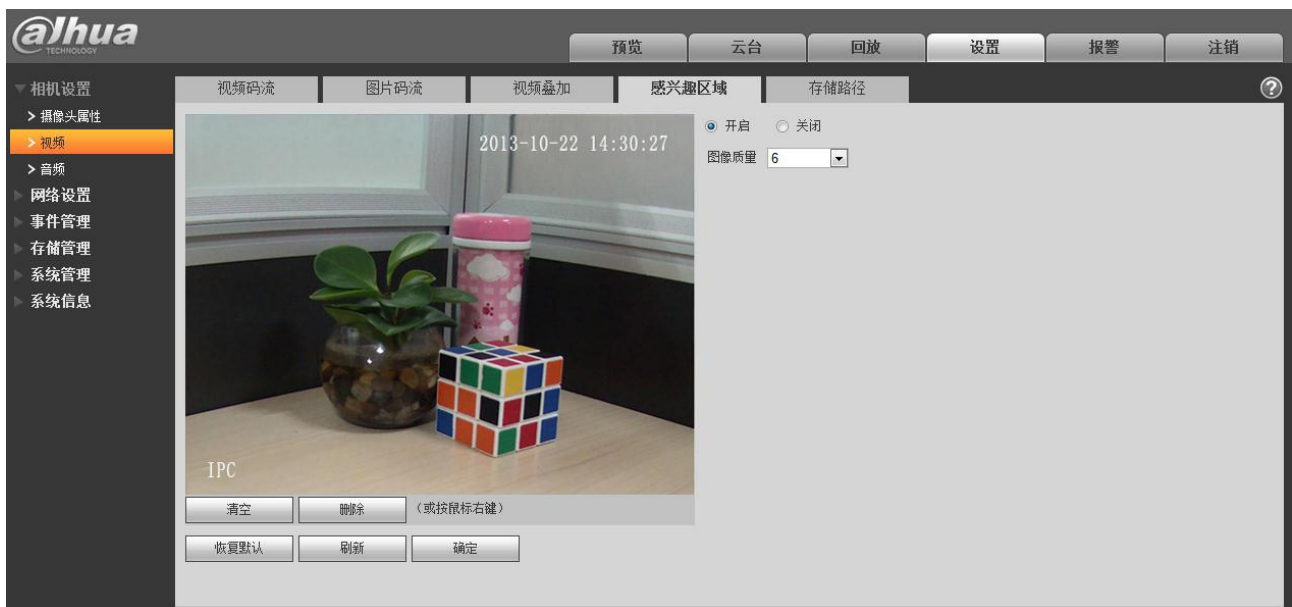 alhua
TECHNOLOGY
预览 云台 回放 设置 报警 注销
相机设置
> 摄像头属性
> 视频
> 音频
网络设置
事件管理
存储管理
系统管理
系统信息
视频码流 图片码流 视频叠加 感兴趣区域 存储路径
?
2013-10-22 14:30:27
IPC
开启 关闭
图像质量 6
清空 删除 (或按鼠标右键)
恢复默认 刷新 确定